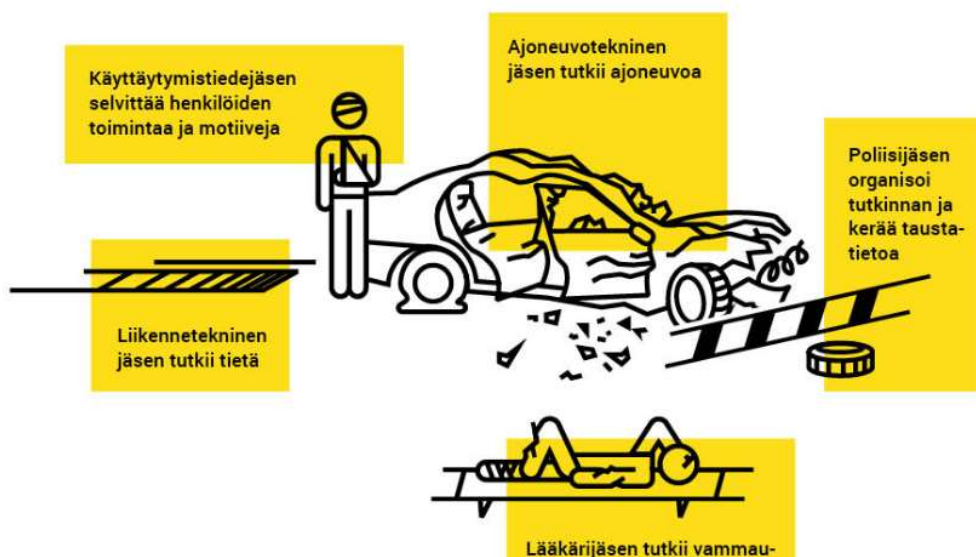 Käyttäytymistiedejäsen
selvittää henkilöiden
toimintaa ja motiiveja
Ajoneuvotekninen
jäsen tutkii ajoneuvoa
Poliisijäsen
organisoi
tutkinnan ja
kerää tausta-
tietoa
Liikennetekninen
jäsen tutkii tietä
Lääkärijäsen tutkii vammau-